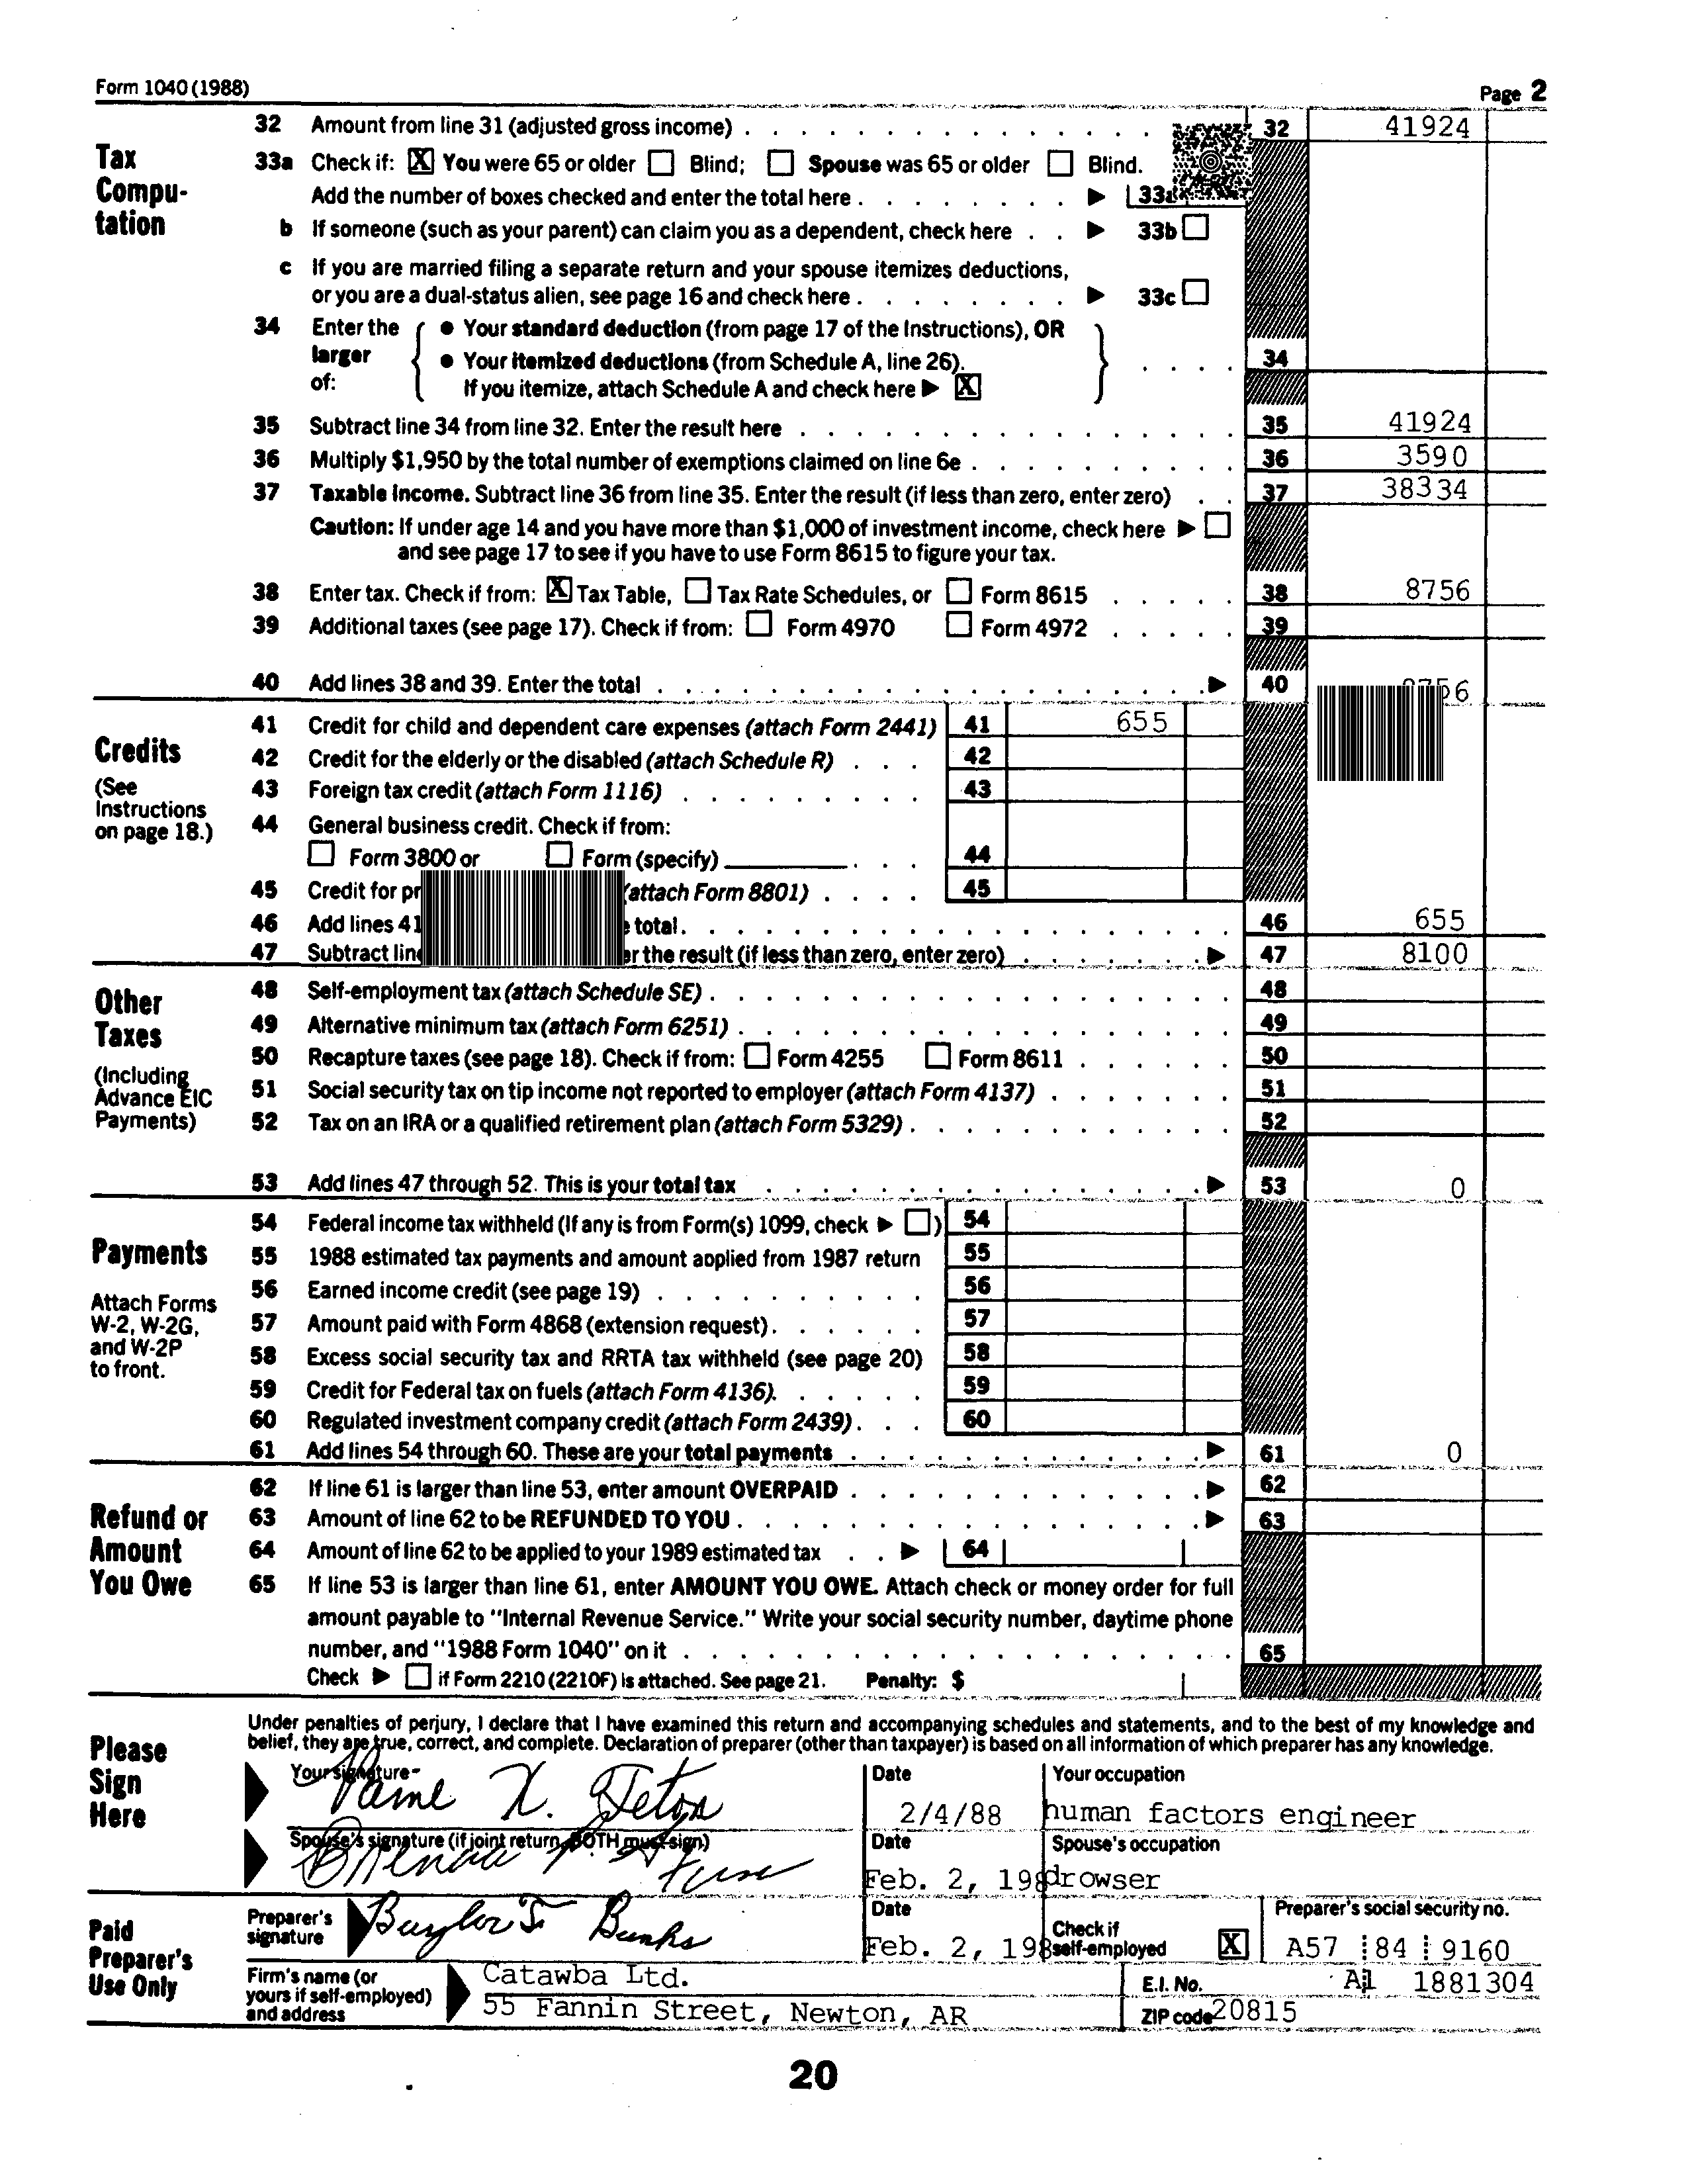 Form 1040 (1988)
Page 2
Tax Compu-tation
32 Amount from line 31 (adjusted gross income) 32 41924
33a Check if: X You were 65 or older Blind; Spouse was 65 or older Blind.
Add the number of boxes checked and enter the total here 33a
b If someone (such as your parent) can claim you as a dependent, check here 33b
c If you are married filing a separate return and your spouse itemizes deductions,
or you are a dual-status alien, see page 16 and check here 33c
34 Enter the larger of:
• Your standard deduction (from page 17 of the Instructions), OR
• Your itemized deductions (from Schedule A, line 26).
If you itemize, attach Schedule A and check here X
34
35 Subtract line 34 from line 32. Enter the result here 35 41924
36 Multiply $1,950 by the total number of exemptions claimed on line 6e 36 3590
37 Taxable income. Subtract line 36 from line 35. Enter the result (if less than zero, enter zero) 37 38334
Caution: If under age 14 and you have more than $1,000 of investment income, check here
and see page 17 to see if you have to use Form 8615 to figure your tax.
38 Enter tax. Check if from: X Tax Table, Tax Rate Schedules, or Form 8615 38 8756
39 Additional taxes (see page 17). Check if from: Form 4970 Form 4972 39
40 Add lines 38 and 39. Enter the total 40
Credits
(See Instructions on page 18.)
41 Credit for child and dependent care expenses (attach Form 2441) 41 655
42 Credit for the elderly or the disabled (attach Schedule R) 42
43 Foreign tax credit (attach Form 1116) 43
44 General business credit. Check if from:
Form 3800 or Form (specify) 44
45 Credit for (attach Form 8801) 45
46 Add lines 41 total. 46 655
47 Subtract the result (if less than zero, enter zero) 47 8100
Other Taxes
(Including Advance EIC Payments)
48 Self-employment tax (attach Schedule SE) 48
49 Alternative minimum tax (attach Form 6251) 49
50 Recapture taxes (see page 18). Check if from: Form 4255 Form 8611 50
51 Social security tax on tip income not reported to employer (attach Form 4137) 51
52 Tax on an IRA or a qualified retirement plan (attach Form 5329) 52
53 Add lines 47 through 52. This is your total tax 53 0
Payments
Attach Forms W-2, W-2G, and W-2P to front.
54 Federal income tax withheld (If any is from Form(s) 1099, check ) 54
55 1988 estimated tax payments and amount applied from 1987 return 55
56 Earned income credit (see page 19) 56
57 Amount paid with Form 4868 (extension request) 57
58 Excess social security tax and RRTA tax withheld (see page 20) 58
59 Credit for Federal tax on fuels (attach Form 4136) 59
60 Regulated investment company credit (attach Form 2439) 60
61 Add lines 54 through 60. These are your total payments 61 0
Refund or Amount You Owe
62 If line 61 is larger than line 53, enter amount OVERPAID 62
63 Amount of line 62 to be REFUNDED TO YOU 63
64 Amount of line 62 to be applied to your 1989 estimated tax 64
65 If line 53 is larger than line 61, enter AMOUNT YOU OWE. Attach check or money order for full
amount payable to "Internal Revenue Service." Write your social security number, daytime phone
number, and "1988 Form 1040" on it 65
Check if Form 2210 (2210F) is attached. See page 21. Penalty: $
Please Sign Here
Under penalties of perjury, I declare that I have examined this return and accompanying schedules and statements, and to the best of my knowledge and
belief, they are true, correct, and complete. Declaration of preparer (other than taxpayer) is based on all information of which preparer has any knowledge.
Your signature X. Teton
Date 2/4/88
Your occupation human factors engineer
Spouse's signature (if joint return, BOTH must sign)
Date Feb. 2, 198
Spouse's occupation drowser
Paid Preparer's Use Only
Preparer's signature Baylor T Banks
Date Feb. 2, 198
Check if self-employed X
Preparer's social security no. A57 84 9160
Firm's name (or yours if self-employed) and address
Catawba Ltd.
55 Fannin Street, Newton, AR
E.I. No. 1881304
ZIP code 20815
20